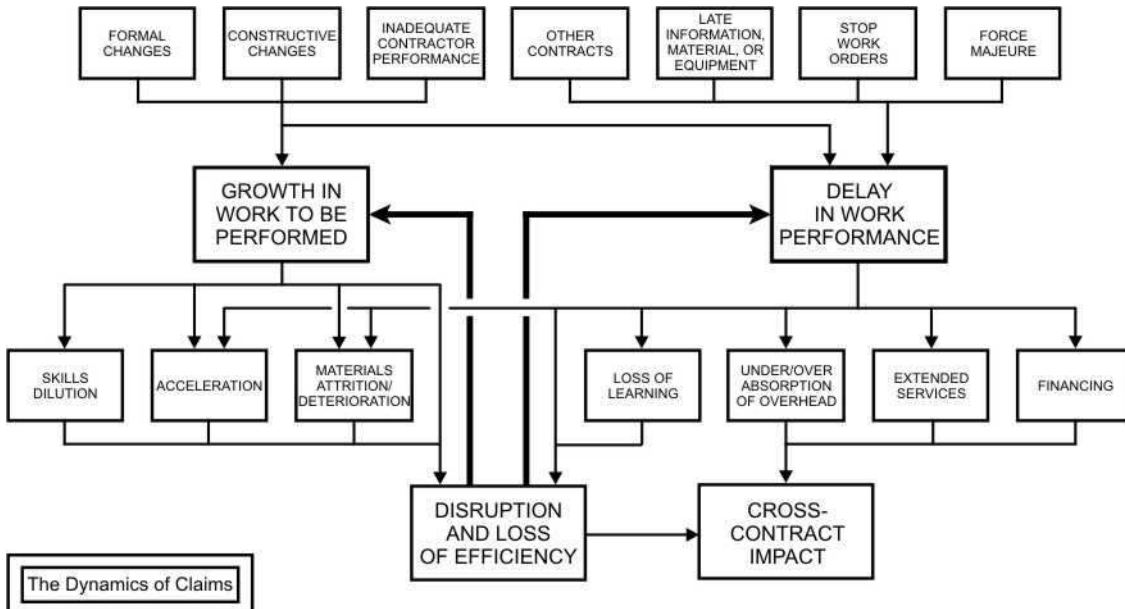 FORMAL
CHANGES
CONSTRUCTIVE
CHANGES
INADEQUATE
CONTRACTOR
PERFORMANCE
OTHER
CONTRACTS
LATE
INFORMATION,
MATERIAL, OR
EQUIPMENT
STOP
WORK
ORDERS
FORCE
MAJEURE
GROWTH IN
WORK TO BE
PERFORMED
DELAY
IN WORK
PERFORMANCE
SKILLS
DILUTION
ACCELERATION
MATERIALS
ATTRITION/
DETERIORATION
LOSS OF
LEARNING
UNDER/OVER
ABSORPTION
OF OVERHEAD
EXTENDED
SERVICES
FINANCING
DISRUPTION
AND LOSS
OF EFFICIENCY
CROSS-
CONTRACT
IMPACT
The Dynamics of Claims